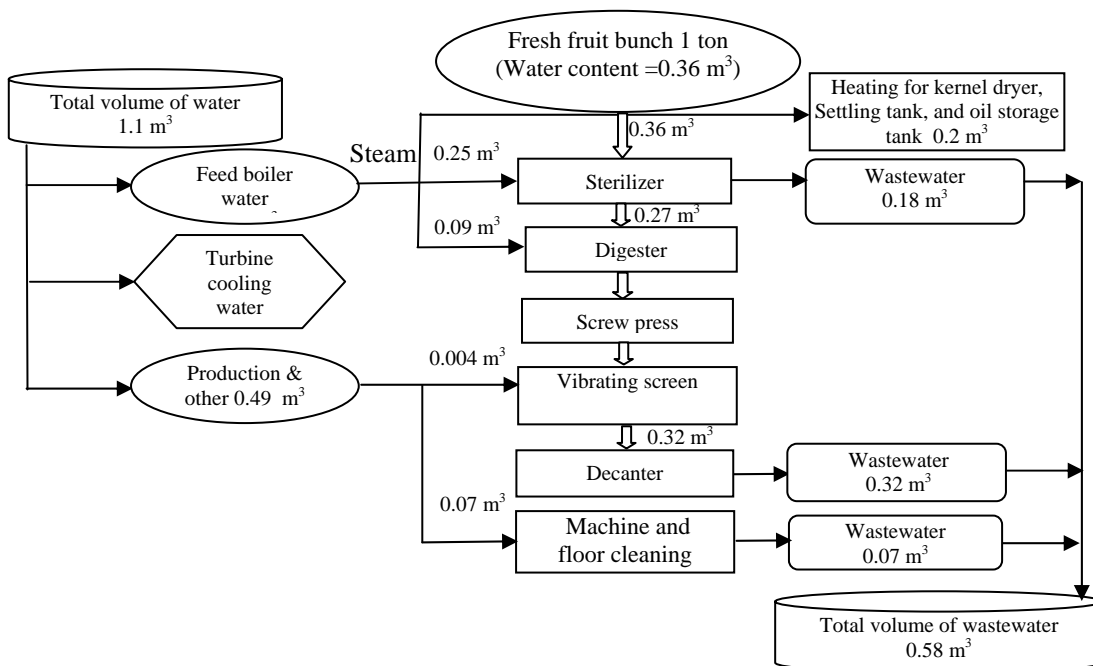 Fresh fruit bunch 1 ton
(Water content =0.36 m³)
Total volume of water
1.1 m³
Heating for kernel dryer,
Settling tank, and oil storage
tank 0.2 m³
0.36 m³
Steam
0.25 m³
Feed boiler
water
Sterilizer
Wastewater
0.18 m³
0.27 m³
0.09 m³
Digester
Turbine
cooling
water
Screw press
0.004 m³
Production &
other 0.49 m³
Vibrating screen
0.32 m³
Decanter
Wastewater
0.32 m³
0.07 m³
Machine and
floor cleaning
Wastewater
0.07 m³
Total volume of wastewater
0.58 m³